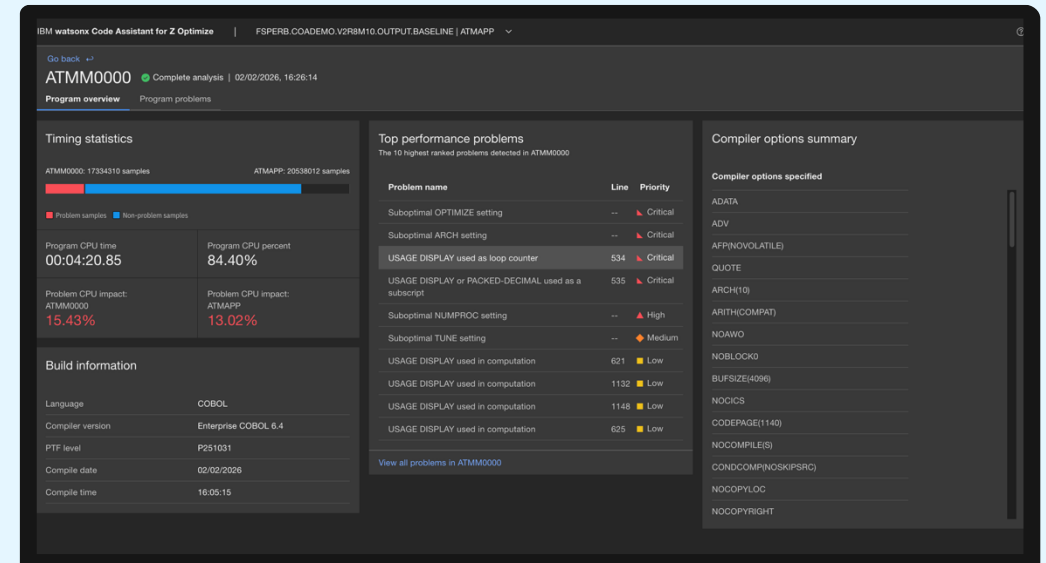 IBM watsonx Code Assistant for Z Optimize | FSPERB.COADEMO.V2R8M10.OUTPUT.BASELINE | ATMAPP
Go back
ATMM0000 Complete analysis | 02/02/2026, 16:26:14
Program overview Program problems
Timing statistics
ATMM0000: 17334310 samples ATMAPP: 20538012 samples
Problem samples Non-problem samples
Program CPU time Program CPU percent
00:04:20.85 84.40%
Problem CPU impact: Problem CPU impact:
ATMM0000 ATMAPP
15.43% 13.02%
Build information
Language COBOL
Compiler version Enterprise COBOL 6.4
PTF level P251031
Compile date 02/02/2026
Compile time 16:05:15
Top performance problems
The 10 highest ranked problems detected in ATMM0000
Problem name Line Priority
Suboptimal OPTIMIZE setting -- Critical
Suboptimal ARCH setting -- Critical
USAGE DISPLAY used as loop counter 534 Critical
USAGE DISPLAY or PACKED-DECIMAL used as a 535 Critical
subscript
Suboptimal NUMPROC setting -- High
Suboptimal TUNE setting -- Medium
USAGE DISPLAY used in computation 621 Low
USAGE DISPLAY used in computation 1132 Low
USAGE DISPLAY used in computation 1148 Low
USAGE DISPLAY used in computation 625 Low
View all problems in ATMM0000
Compiler options summary
Compiler options specified
ADATA
ADV
AFP(NOVOLATILE)
QUOTE
ARCH(10)
ARITH(COMPAT)
NOAWO
NOBLOCK0
BUFSIZE(4096)
NOCICS
CODEPAGE(1140)
NOCOMPILE(S)
CONDCOMP(NOSKIPSRC)
NOCOPYLOC
NOCOPYRIGHT